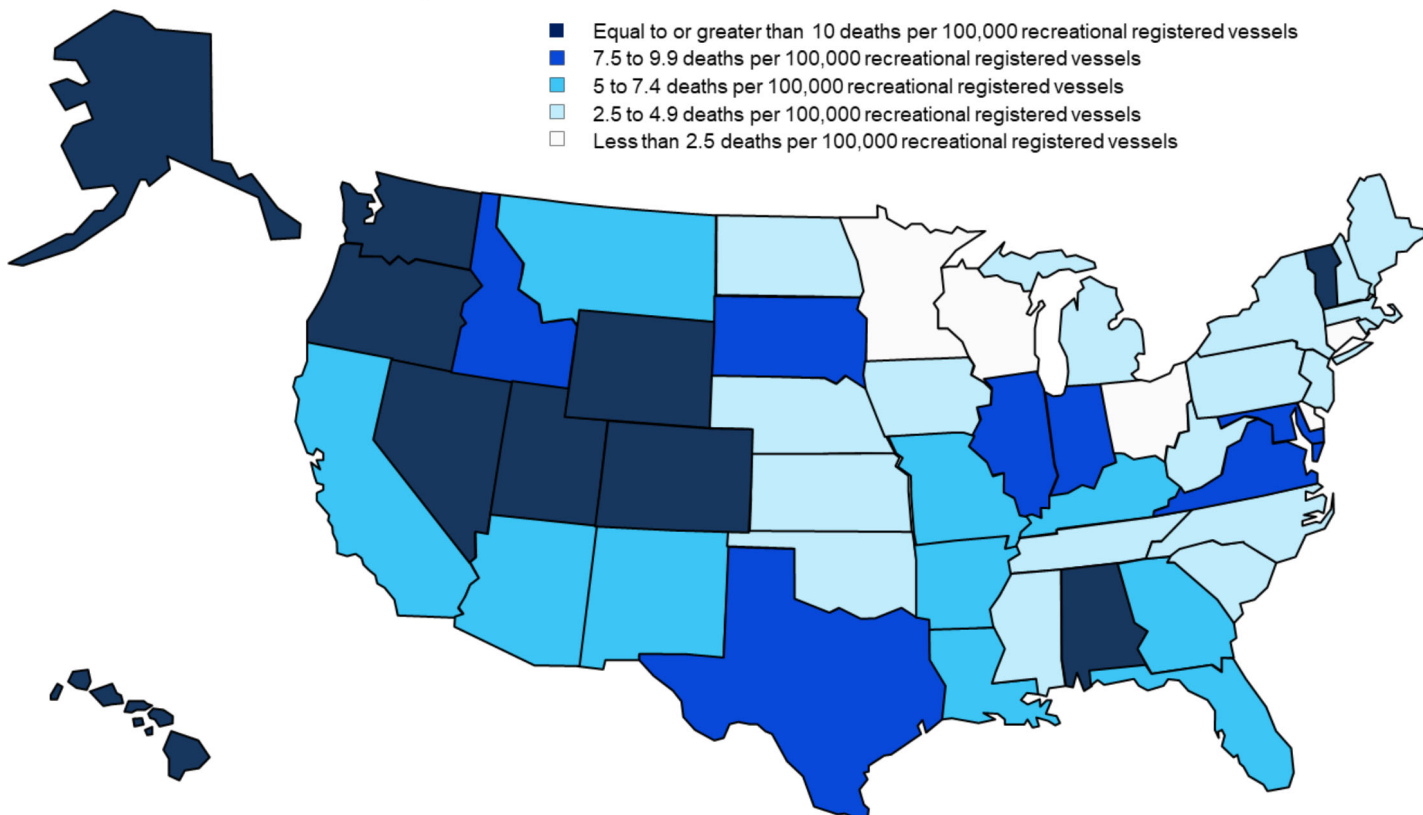 Equal to or greater than 10 deaths per 100,000 recreational registered vessels
7.5 to 9.9 deaths per 100,000 recreational registered vessels
5 to 7.4 deaths per 100,000 recreational registered vessels
2.5 to 4.9 deaths per 100,000 recreational registered vessels
Less than 2.5 deaths per 100,000 recreational registered vessels